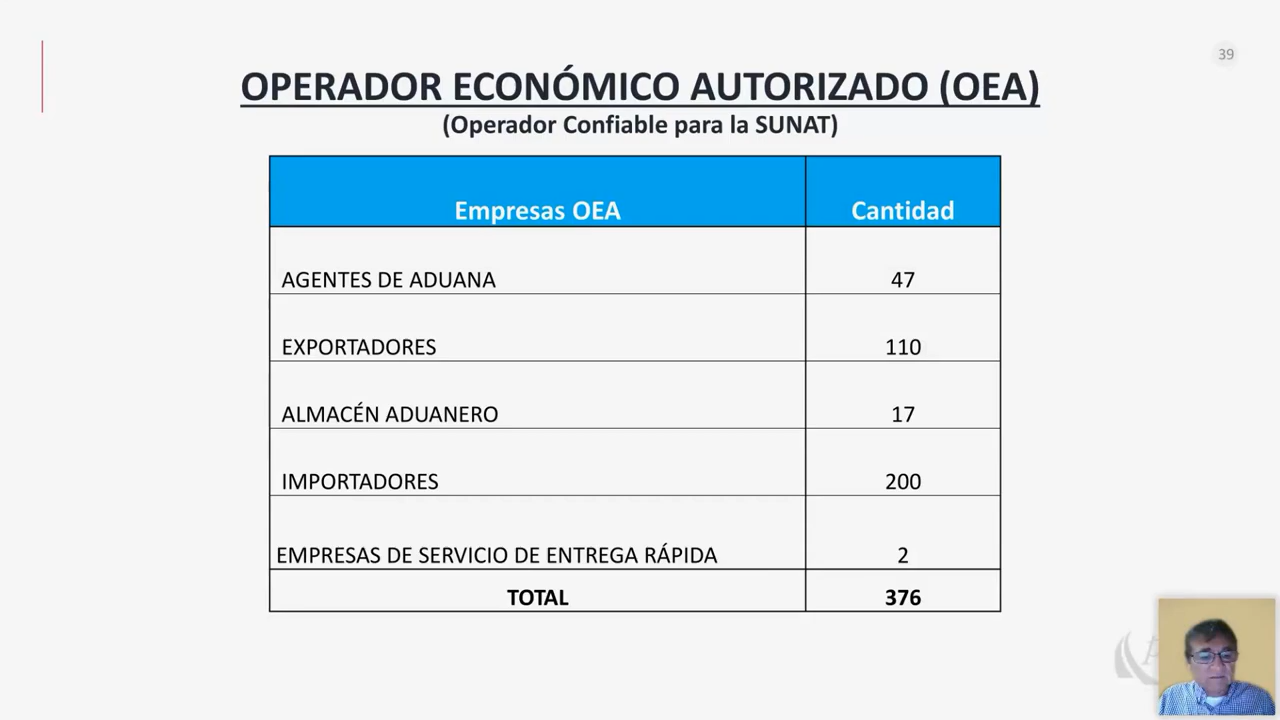 39
OPERADOR ECONÓMICO AUTORIZADO (OEA)
(Operador Confiable para la SUNAT)
Empresas OEA Cantidad
AGENTES DE ADUANA 47
EXPORTADORES 110
ALMACÉN ADUANERO 17
IMPORTADORES 200
EMPRESAS DE SERVICIO DE ENTREGA RÁPIDA 2
TOTAL 376